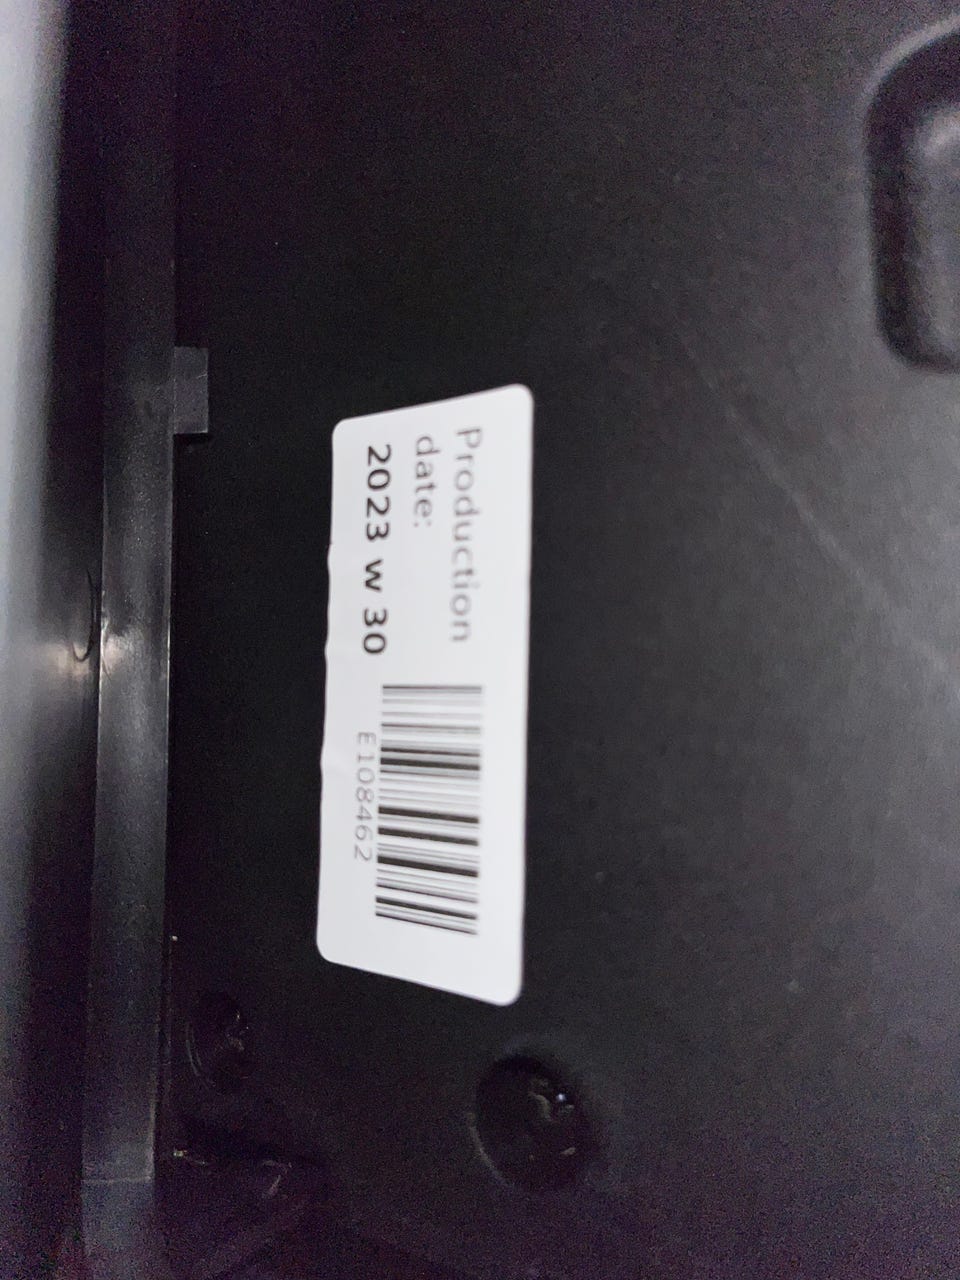 Production
date:
2023 w 30
E108462